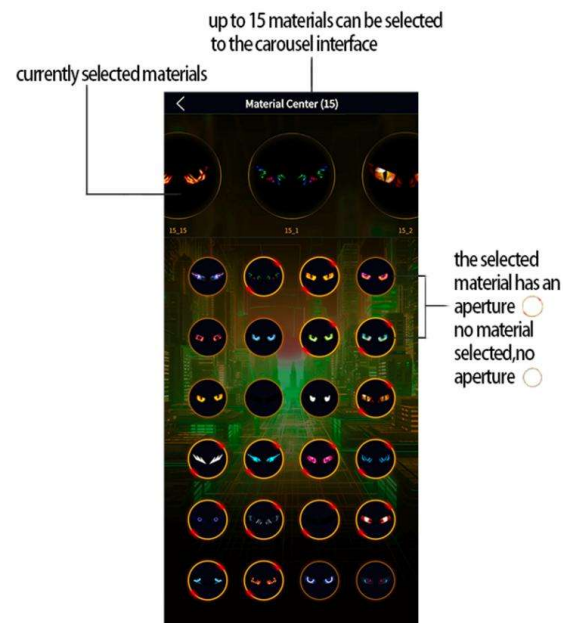 up to 15 materials can be selected
to the carousel interface
currently selected materials
Material Center (15)
15_15
15_1
15_2
the selected
material has an
aperture
no material
selected,no
aperture